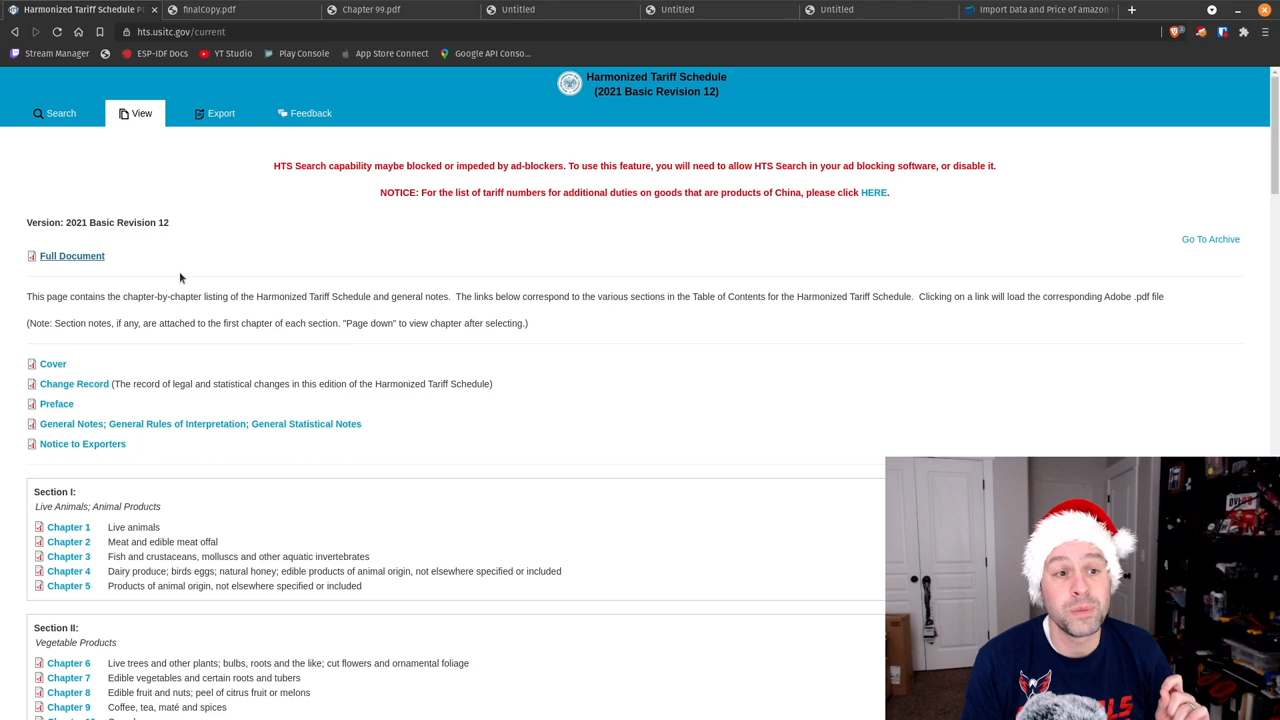 Harmonized Tariff Schedule P
finalCopy.pdf
Chapter 99.pdf
Untitled
Untitled
Untitled
Import Data and Price of amazon
hts.usitc.gov/current
Stream Manager
ESP-IDF Docs
YT Studio
Play Console
App Store Connect
Google API Conso...
Harmonized Tariff Schedule
(2021 Basic Revision 12)
Search
View
Export
Feedback
HTS Search capability maybe blocked or impeded by ad-blockers. To use this feature, you will need to allow HTS Search in your ad blocking software, or disable it.
NOTICE: For the list of tariff numbers for additional duties on goods that are products of China, please click HERE.
Version: 2021 Basic Revision 12
Go To Archive
Full Document
This page contains the chapter-by-chapter listing of the Harmonized Tariff Schedule and general notes. The links below correspond to the various sections in the Table of Contents for the Harmonized Tariff Schedule. Clicking on a link will load the corresponding Adobe .pdf file
(Note: Section notes, if any, are attached to the first chapter of each section. "Page down" to view chapter after selecting.)
Cover
Change Record (The record of legal and statistical changes in this edition of the Harmonized Tariff Schedule)
Preface
General Notes; General Rules of Interpretation; General Statistical Notes
Notice to Exporters
Section I:
Live Animals; Animal Products
Chapter 1 Live animals
Chapter 2 Meat and edible meat offal
Chapter 3 Fish and crustaceans, molluscs and other aquatic invertebrates
Chapter 4 Dairy produce; birds eggs; natural honey; edible products of animal origin, not elsewhere specified or included
Chapter 5 Products of animal origin, not elsewhere specified or included
Section II:
Vegetable Products
Chapter 6 Live trees and other plants; bulbs, roots and the like; cut flowers and ornamental foliage
Chapter 7 Edible vegetables and certain roots and tubers
Chapter 8 Edible fruit and nuts; peel of citrus fruit or melons
Chapter 9 Coffee, tea, maté and spices